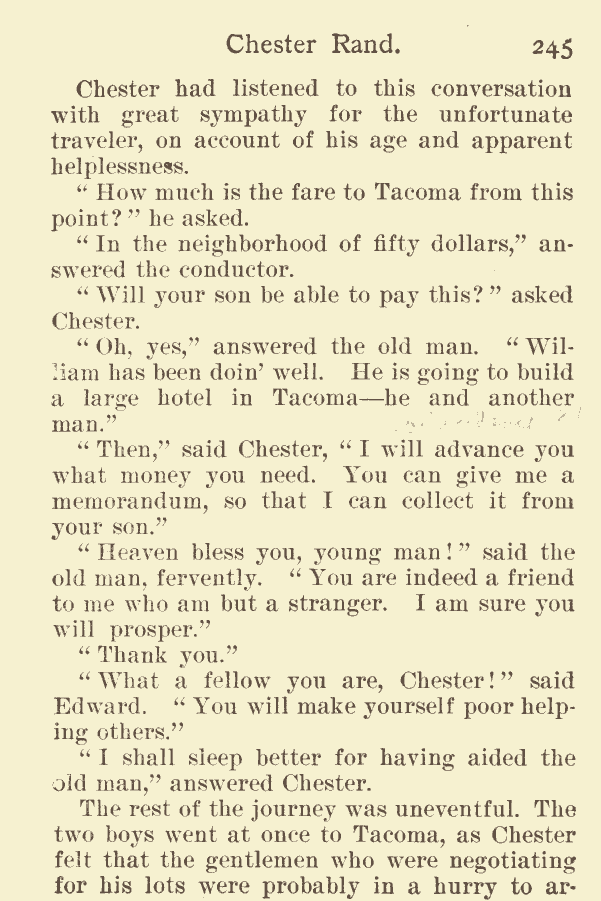 Chester Rand. 245
Chester had listened to this conversation
with great sympathy for the unfortunate
traveler, on account of his age and apparent
helplessness.
“ How much is the fare to Tacoma from this
point? ” he asked.
“ In the neighborhood of fifty dollars,” an-
swered the conductor.
“ Will your son be able to pay this? ” asked
Chester.
“ Oh, yes,” answered the old man. “ Wil-
liam has been doin’ well. He is going to build
a large hotel in Tacoma—he and another
man.”
“ Then,” said Chester, “ I will advance you
what money you need. You can give me a
memorandum, so that I can collect it from
your son.”
“ Heaven bless you, young man! ” said the
old man, fervently. “ You are indeed a friend
to me who am but a stranger. I am sure you
will prosper.”
“ Thank you.”
“ What a fellow you are, Chester! ” said
Edward. “ You will make yourself poor help-
ing others.”
“ I shall sleep better for having aided the
old man,” answered Chester.
The rest of the journey was uneventful. The
two boys went at once to Tacoma, as Chester
felt that the gentlemen who were negotiating
for his lots were probably in a hurry to ar-